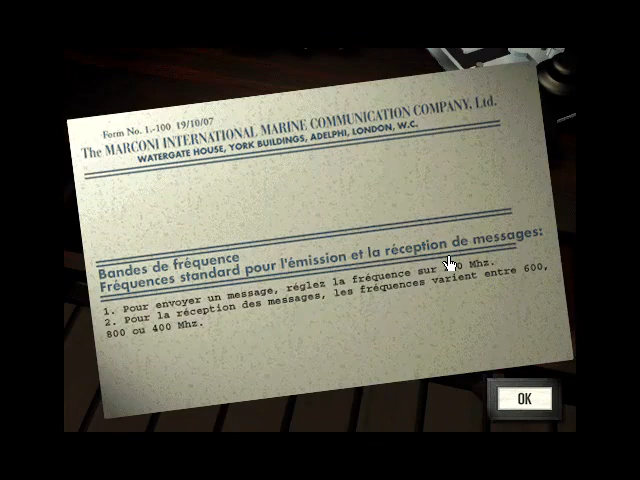 Form No. 1.-100 19/10/07
The MARCONI INTERNATIONAL MARINE COMMUNICATION COMPANY, Ltd.
WATERGATE HOUSE, YORK BUILDINGS, ADELPHI, LONDON, W.C.
Bandes de fréquence
Fréquences standard pour l'émission et la réception de messages:
1. Pour envoyer un message, réglez la fréquence sur Mhz.
2. Pour la réception des messages, les fréquences varient entre 600,
800 ou 400 Mhz.
OK